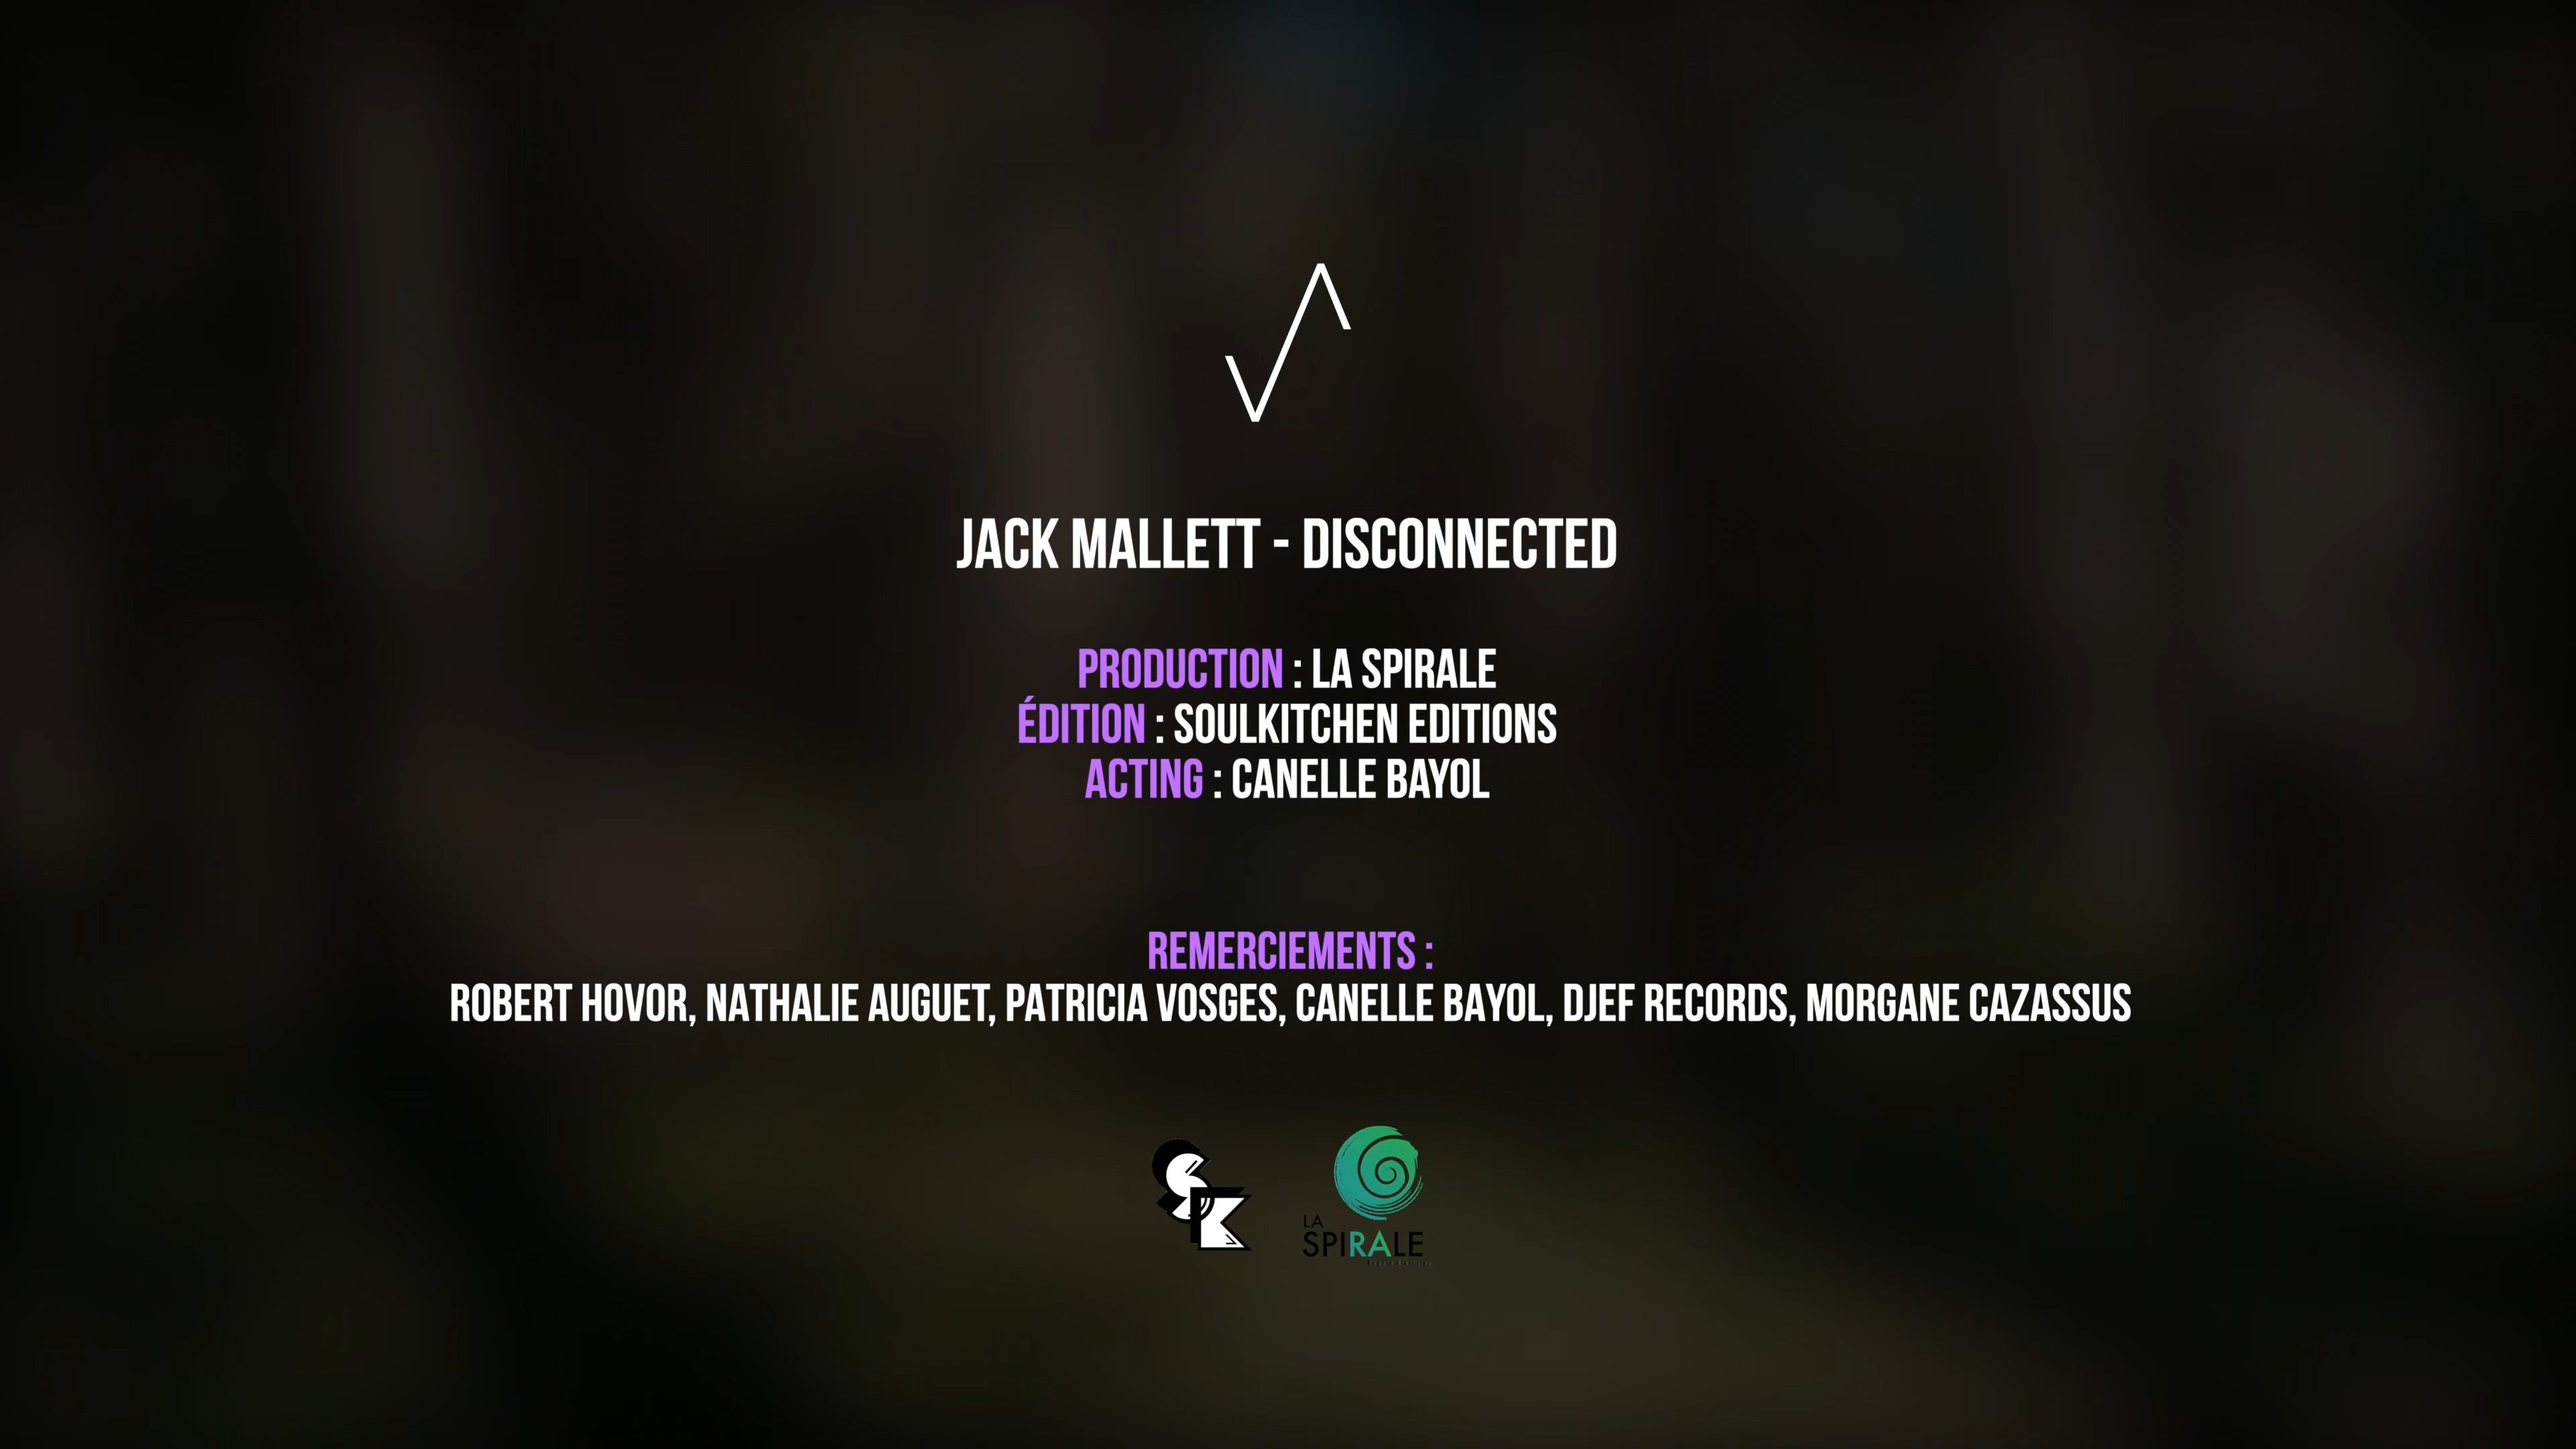 JACK MALLETT - DISCONNECTED
PRODUCTION : LA SPIRALE
ÉDITION : SOULKITCHEN EDITIONS
ACTING : CANELLE BAYOL
REMERCIEMENTS :
ROBERT HOVOR, NATHALIE AUGUET, PATRICIA VOSGES, CANELLE BAYOL, DJEF RECORDS, MORGANE CAZASSUS
SK
LA
SPIRALE